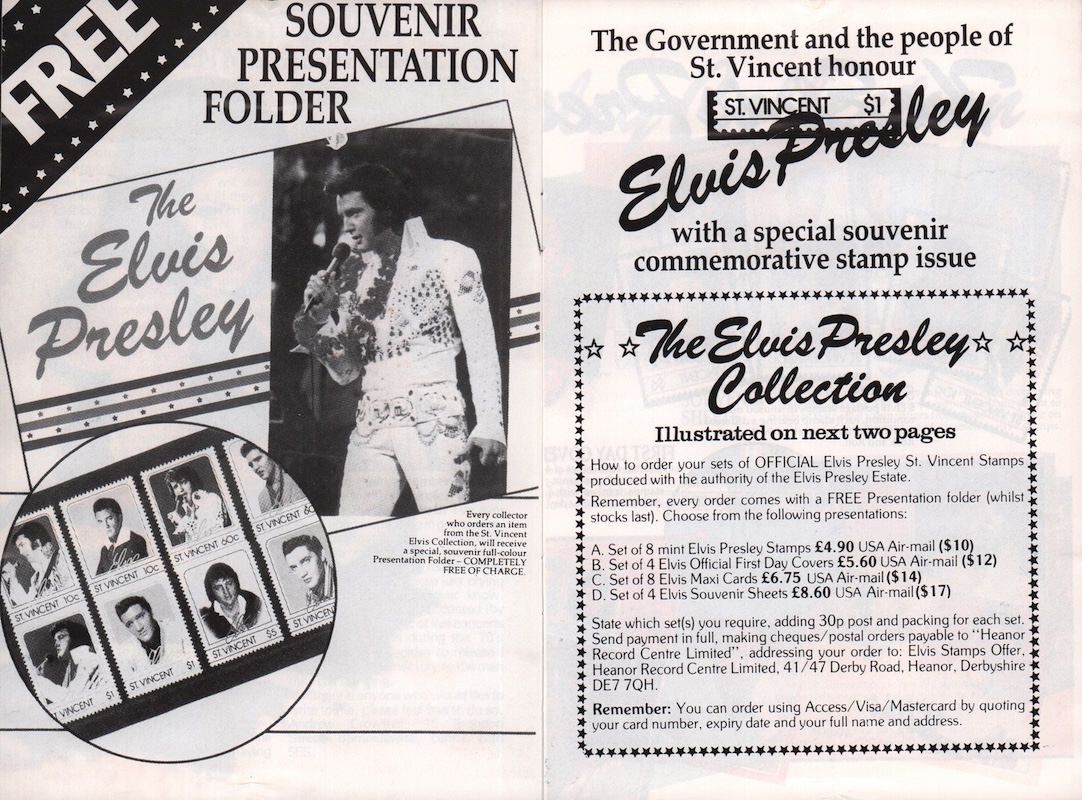 FREE
SOUVENIR
PRESENTATION
FOLDER
The
Elvis
Presley
ST. VINCENT 10c
ST. VINCENT 10c
ST. VINCENT 60c
ST. VINCENT 60
ST. VINCENT $1
ST. VINCENT $1
ST. VINCENT $5
Every collector
who orders an item
from the St. Vincent
Elvis Collection, will receive
a special, souvenir full-colour
Presentation Folder – COMPLETELY
FREE OF CHARGE.
The Government and the people of
St. Vincent honour
ST. VINCENT $1
Elvis Presley
with a special souvenir
commemorative stamp issue
The Elvis Presley
Collection
Illustrated on next two pages
How to order your sets of OFFICIAL Elvis Presley St. Vincent Stamps
produced with the authority of the Elvis Presley Estate.
Remember, every order comes with a FREE Presentation folder (whilst
stocks last). Choose from the following presentations:
A. Set of 8 mint Elvis Presley Stamps £4.90 USA Air-mail ($10)
B. Set of 4 Elvis Official First Day Covers £5.60 USA Air-mail ($12)
C. Set of 8 Elvis Maxi Cards £6.75 USA Air-mail ($14)
D. Set of 4 Elvis Souvenir Sheets £8.60 USA Air-mail ($17)
State which set(s) you require, adding 30p post and packing for each set.
Send payment in full, making cheques/postal orders payable to "Heanor
Record Centre Limited", addressing your order to: Elvis Stamps Offer,
Heanor Record Centre Limited, 41/47 Derby Road, Heanor, Derbyshire
DE7 7QH.
Remember: You can order using Access/Visa/Mastercard by quoting
your card number, expiry date and your full name and address.